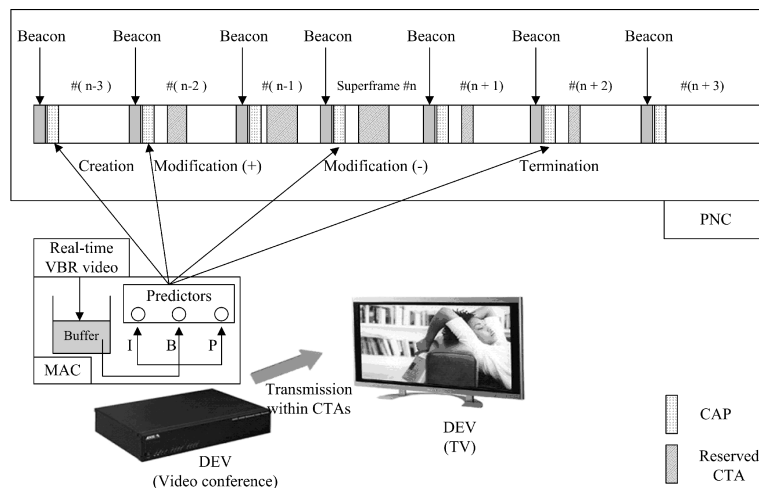 Beacon Beacon Beacon Beacon Beacon Beacon Beacon
#( n-3 ) #( n-2 ) #( n-1 ) Superframe #n #(n + 1) #(n + 2) #(n + 3)
Creation Modification (+) Modification (-) Termination
PNC
Real-time
VBR video
Predictors
Buffer
I B P
MAC
Transmission
within CTAs
DEV
(Video conference)
DEV
(TV)
CAP
Reserved
CTA